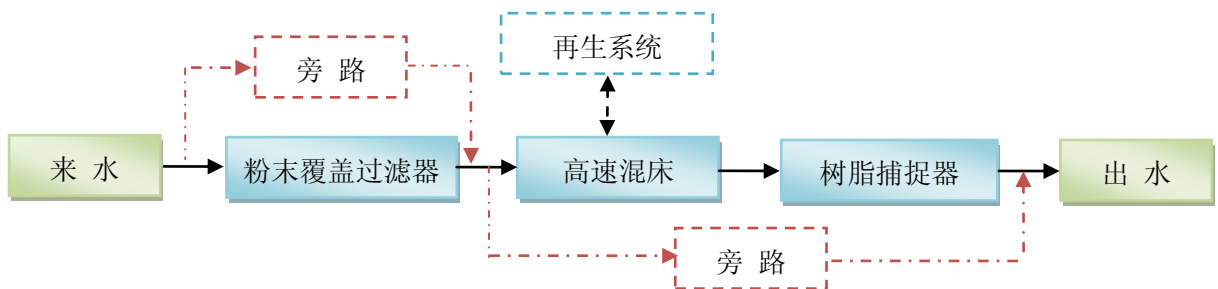 再生系统
旁 路
来 水
粉末覆盖过滤器
高速混床
树脂捕捉器
出 水
旁 路